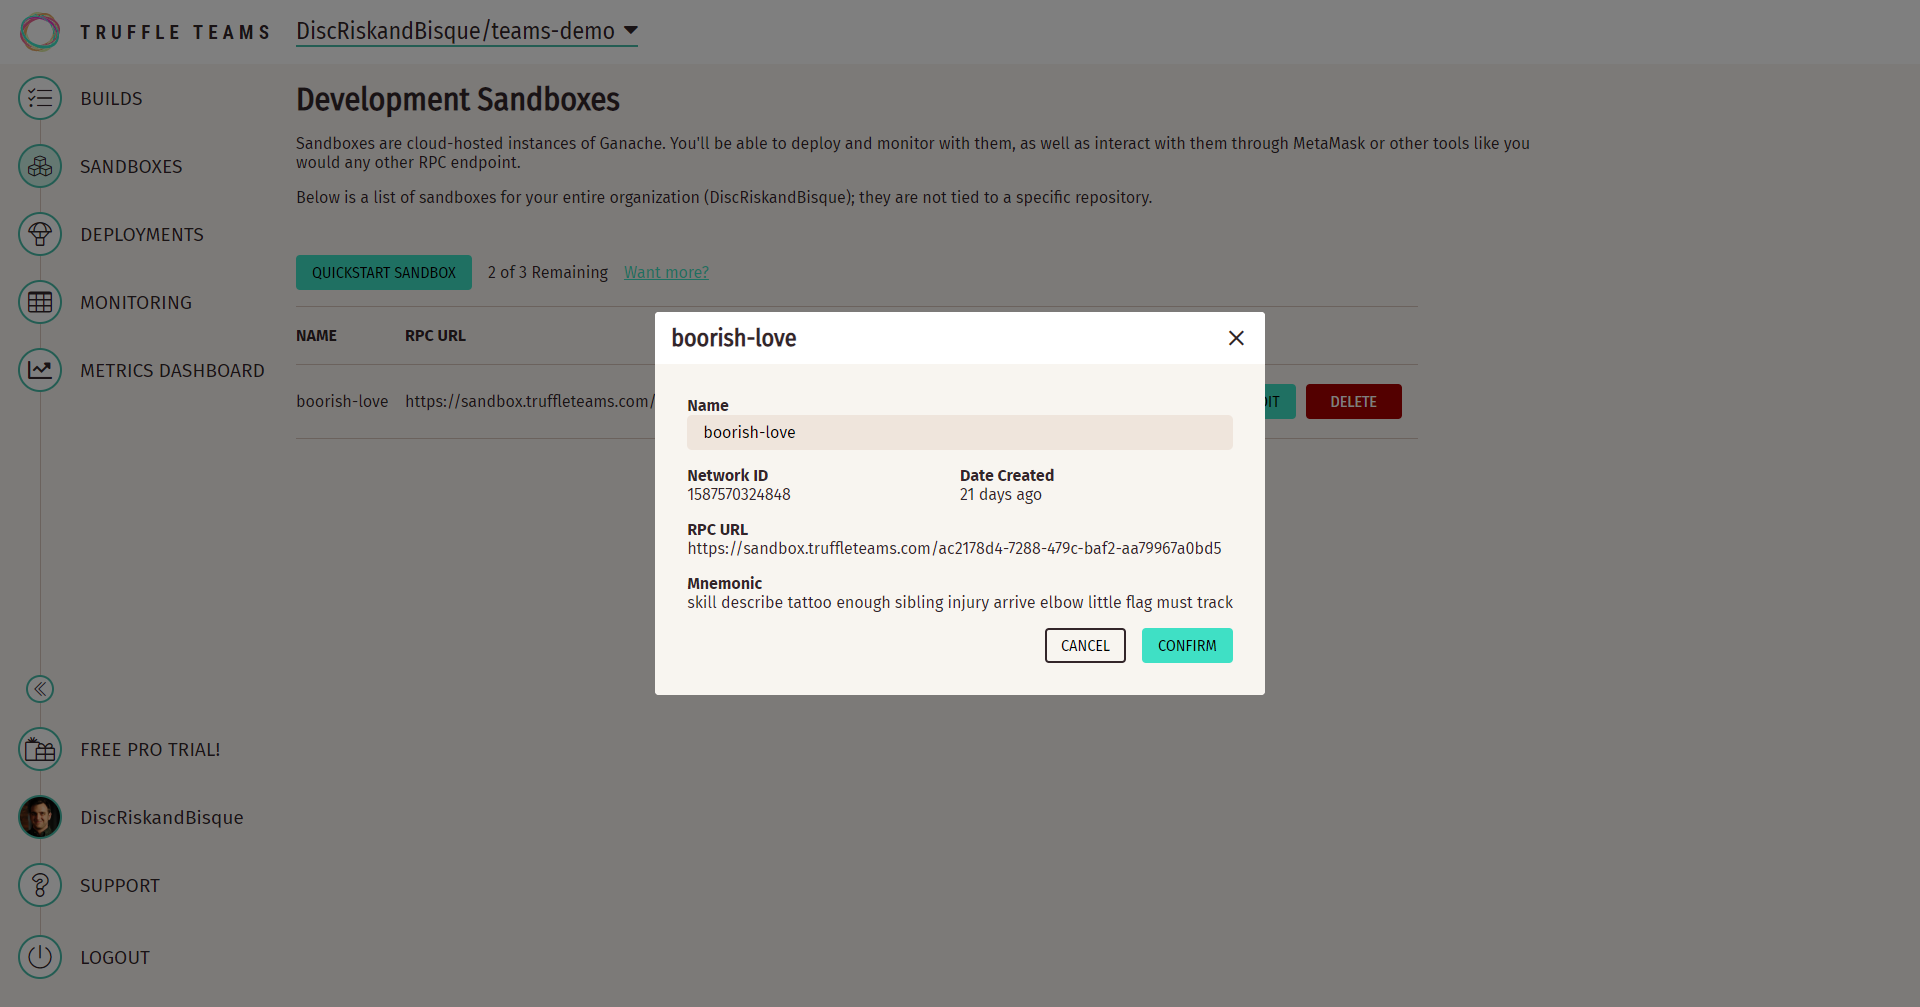 TRUFFLE TEAMS
DiscRiskandBisque/teams-demo
BUILDS
SANDBOXES
DEPLOYMENTS
MONITORING
METRICS DASHBOARD
FREE PRO TRIAL!
DiscRiskandBisque
SUPPORT
LOGOUT
Development Sandboxes
Sandboxes are cloud-hosted instances of Ganache. You'll be able to deploy and monitor with them, as well as interact with them through MetaMask or other tools like you
would any other RPC endpoint.
Below is a list of sandboxes for your entire organization (DiscRiskandBisque); they are not tied to a specific repository.
QUICKSTART SANDBOX 2 of 3 Remaining Want more?
NAME RPC URL
boorish-love https://sandbox.truffleteams.com/ DELETE
boorish-love
Name
boorish-love
Network ID Date Created
1587570324848 21 days ago
RPC URL
https://sandbox.truffleteams.com/ac2178d4-7288-479c-baf2-aa79967a0bd5
Mnemonic
skill describe tattoo enough sibling injury arrive elbow little flag must track
CANCEL CONFIRM